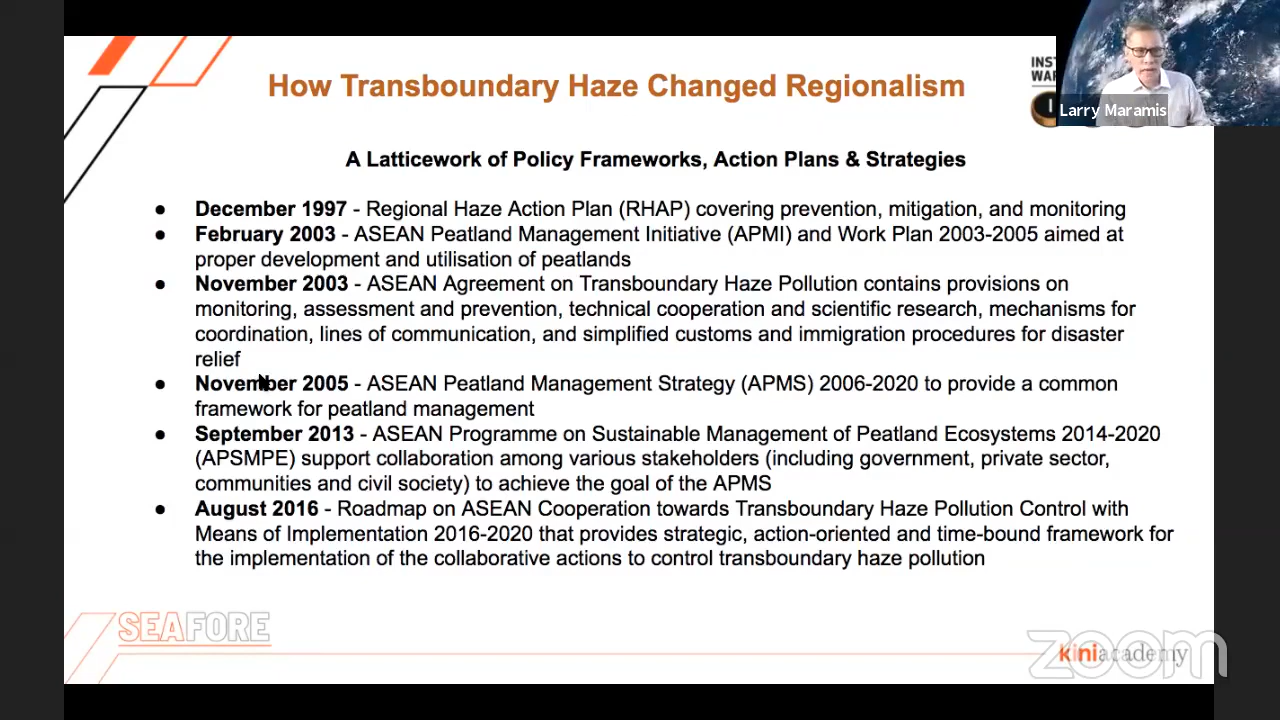 How Transboundary Haze Changed Regionalism
INST
WAR
Larry Maramis
A Latticework of Policy Frameworks, Action Plans & Strategies
● December 1997 - Regional Haze Action Plan (RHAP) covering prevention, mitigation, and monitoring
● February 2003 - ASEAN Peatland Management Initiative (APMI) and Work Plan 2003-2005 aimed at
proper development and utilisation of peatlands
● November 2003 - ASEAN Agreement on Transboundary Haze Pollution contains provisions on
monitoring, assessment and prevention, technical cooperation and scientific research, mechanisms for
coordination, lines of communication, and simplified customs and immigration procedures for disaster
relief
● November 2005 - ASEAN Peatland Management Strategy (APMS) 2006-2020 to provide a common
framework for peatland management
● September 2013 - ASEAN Programme on Sustainable Management of Peatland Ecosystems 2014-2020
(APSMPE) support collaboration among various stakeholders (including government, private sector,
communities and civil society) to achieve the goal of the APMS
● August 2016 - Roadmap on ASEAN Cooperation towards Transboundary Haze Pollution Control with
Means of Implementation 2016-2020 that provides strategic, action-oriented and time-bound framework for
the implementation of the collaborative actions to control transboundary haze pollution
SEAFORE
kiniacademy
zoom